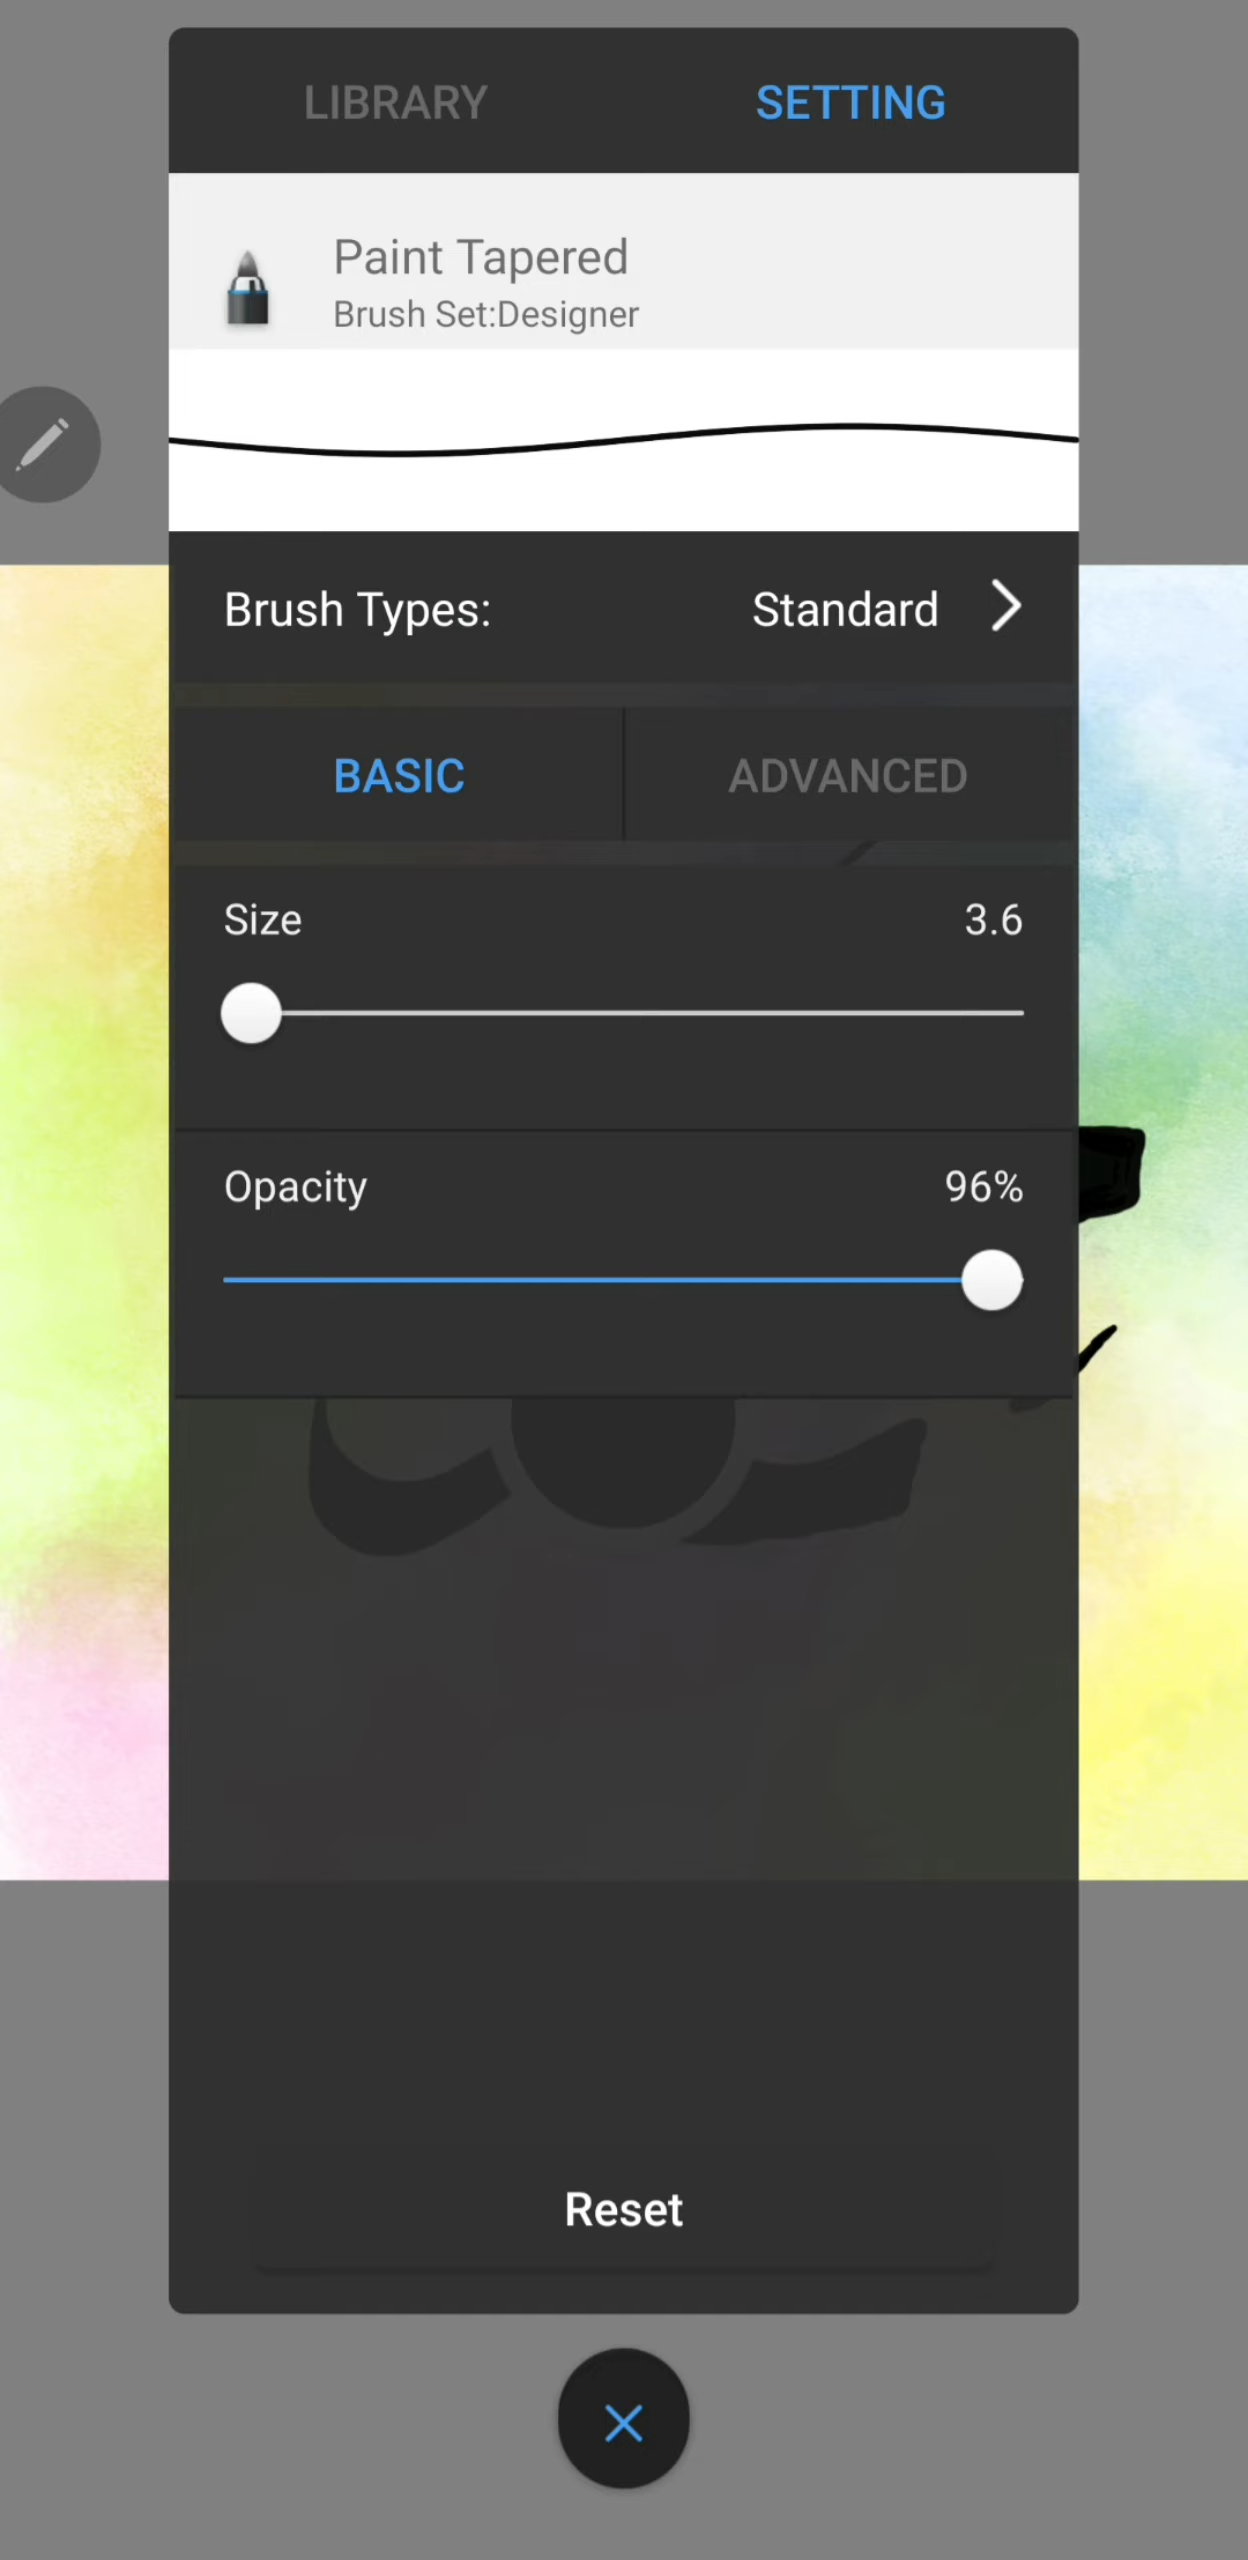 LIBRARY SETTING
Paint Tapered
Brush Set:Designer
Brush Types: Standard
BASIC ADVANCED
Size 3.6
Opacity 96%
Reset